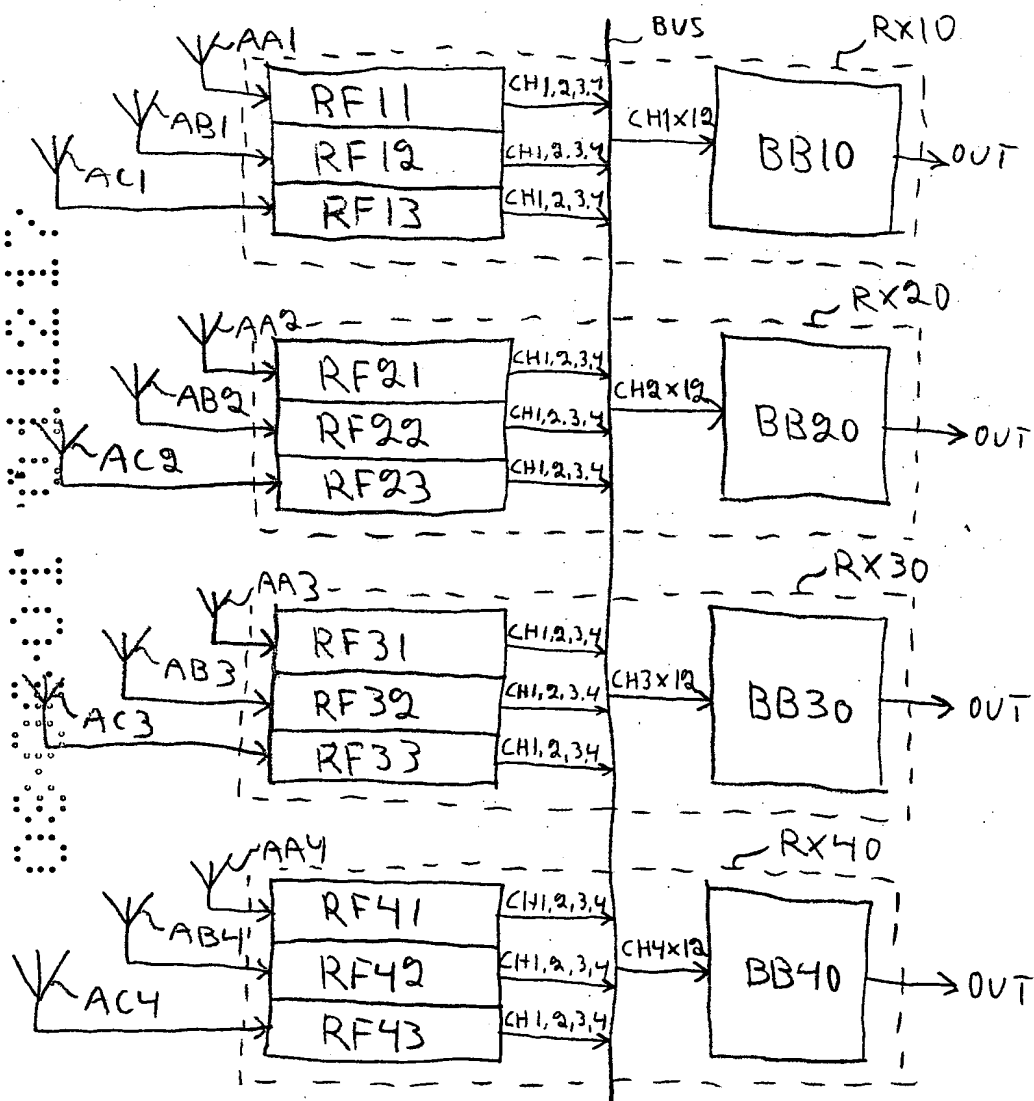 BUS
RX10
AA1
RF11
CH1,2,3,4
AB1
RF12
CH1,2,3,4
AC1
RF13
CH1,2,3,4
CH1x12
BB10
OUT
RX20
AA2
RF21
CH1,2,3,4
AB2
RF22
CH1,2,3,4
AC2
RF23
CH1,2,3,4
CH2x12
BB20
OUT
RX30
AA3
RF31
CH1,2,3,4
AB3
RF32
CH1,2,3,4
AC3
RF33
CH1,2,3,4
CH3x12
BB30
OUT
RX40
AA4
RF41
CH1,2,3,4
AB4
RF42
CH1,2,3,4
AC4
RF43
CH1,2,3,4
CH4x12
BB40
OUT